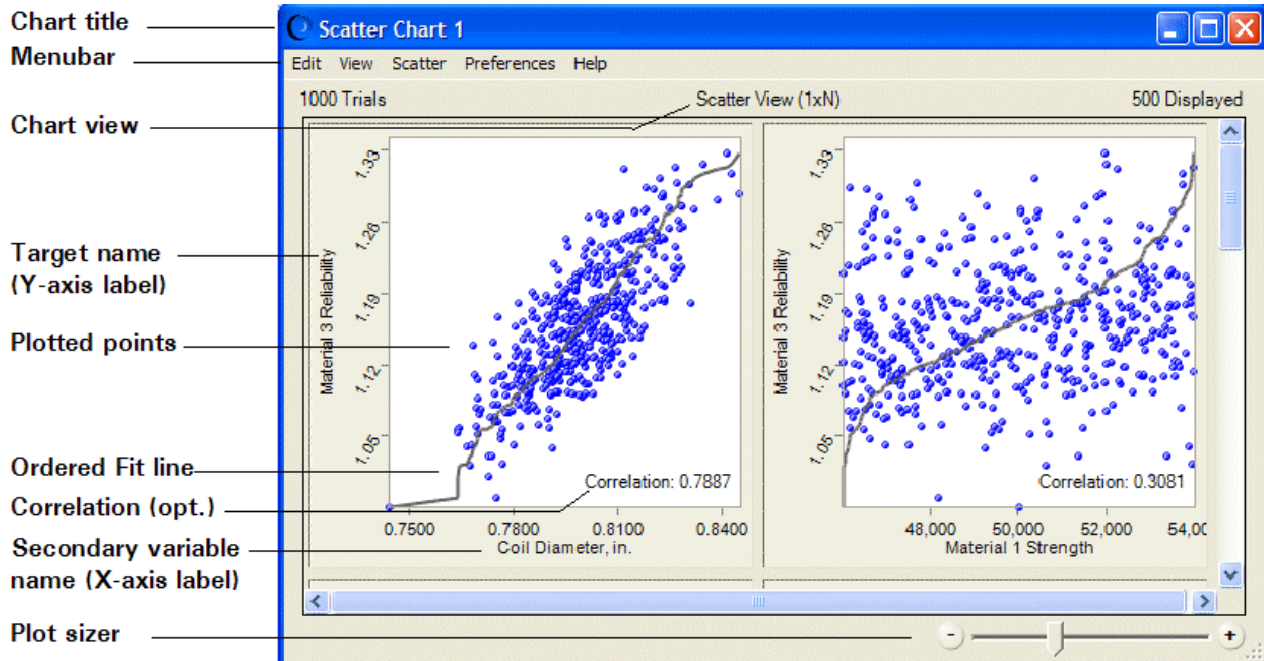 Chart title
Menubar
Chart view
Target name
(Y-axis label)
Plotted points
Ordered Fit line
Correlation (opt.)
Secondary variable
name (X-axis label)
Plot sizer
Scatter Chart 1
Edit View Scatter Preferences Help
1000 Trials Scatter View (1xN) 500 Displayed
Material 3 Reliability
1.33
1.28
1.19
1.12
1.05
Correlation: 0.7887
0.7500 0.7800 0.8100 0.8400
Coil Diameter, in.
Material 3 Reliability
1.33
1.28
1.19
1.12
1.05
Correlation: 0.3081
48,000 50,000 52,000 54,00
Material 1 Strength
- +